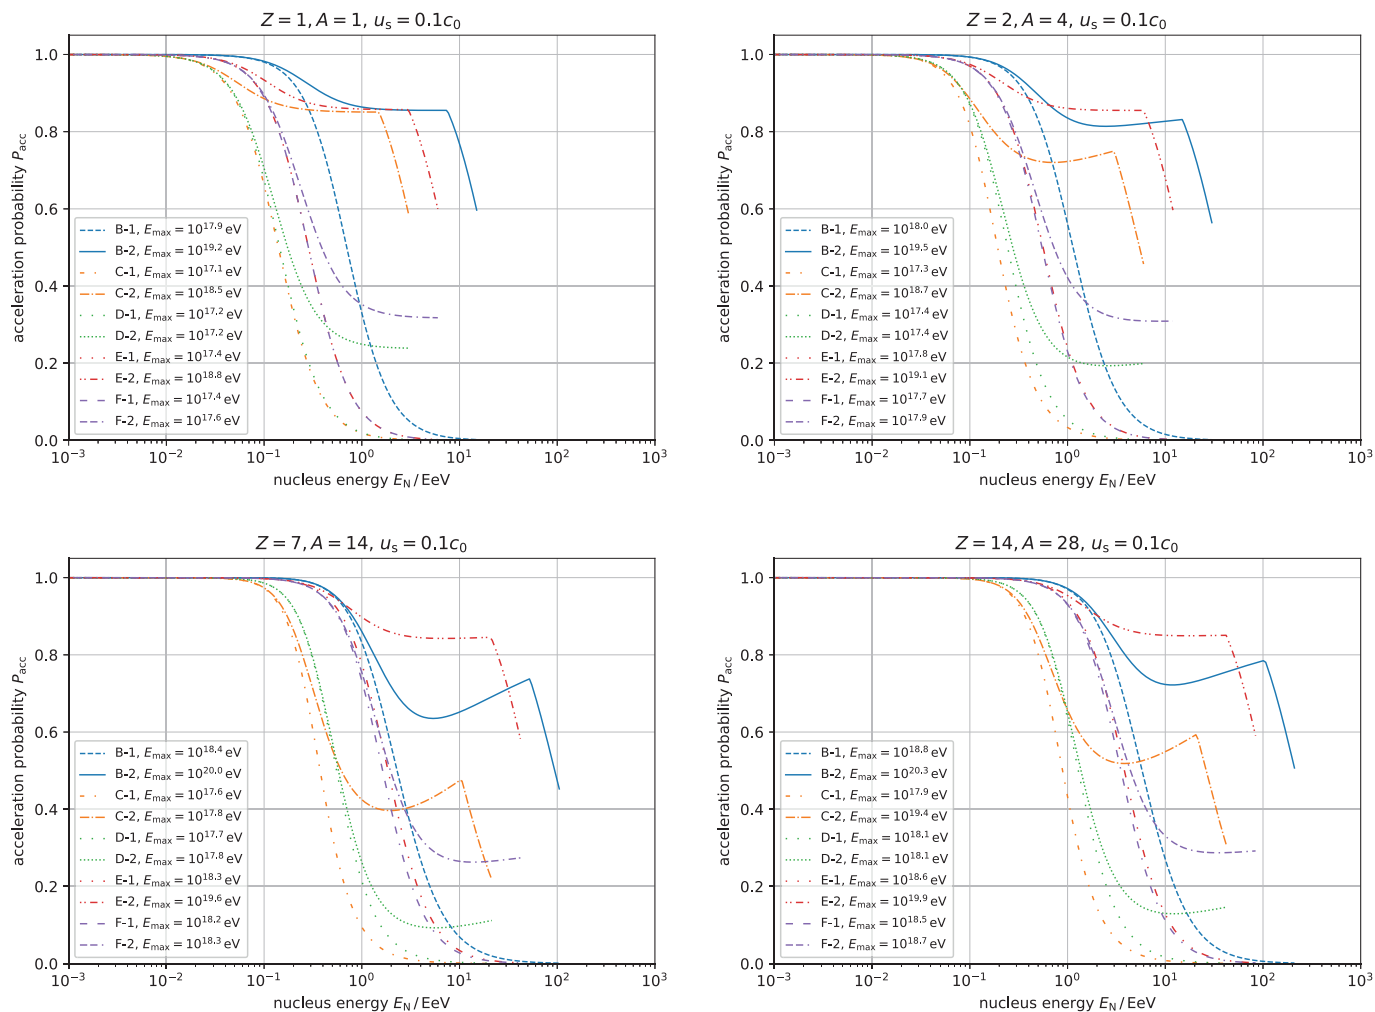 Z = 1, A = 1, u_s = 0.1c_0
acceleration probability P_acc
1.0
0.8
0.6
0.4
0.2
0.0
B-1, E_max = 10^17.9 eV
B-2, E_max = 10^19.2 eV
C-1, E_max = 10^17.1 eV
C-2, E_max = 10^18.5 eV
D-1, E_max = 10^17.2 eV
D-2, E_max = 10^17.2 eV
E-1, E_max = 10^17.4 eV
E-2, E_max = 10^18.8 eV
F-1, E_max = 10^17.4 eV
F-2, E_max = 10^17.6 eV
10^−3 10^−2 10^−1 10^0 10^1 10^2 10^3
nucleus energy E_N / EeV
Z = 2, A = 4, u_s = 0.1c_0
acceleration probability P_acc
1.0
0.8
0.6
0.4
0.2
0.0
B-1, E_max = 10^18.0 eV
B-2, E_max = 10^19.5 eV
C-1, E_max = 10^17.3 eV
C-2, E_max = 10^18.7 eV
D-1, E_max = 10^17.4 eV
D-2, E_max = 10^17.4 eV
E-1, E_max = 10^17.8 eV
E-2, E_max = 10^19.1 eV
F-1, E_max = 10^17.7 eV
F-2, E_max = 10^17.9 eV
10^−3 10^−2 10^−1 10^0 10^1 10^2 10^3
nucleus energy E_N / EeV
Z = 7, A = 14, u_s = 0.1c_0
acceleration probability P_acc
1.0
0.8
0.6
0.4
0.2
0.0
B-1, E_max = 10^18.4 eV
B-2, E_max = 10^20.0 eV
C-1, E_max = 10^17.6 eV
C-2, E_max = 10^17.8 eV
D-1, E_max = 10^17.7 eV
D-2, E_max = 10^17.8 eV
E-1, E_max = 10^18.3 eV
E-2, E_max = 10^19.6 eV
F-1, E_max = 10^18.2 eV
F-2, E_max = 10^18.3 eV
10^−3 10^−2 10^−1 10^0 10^1 10^2 10^3
nucleus energy E_N / EeV
Z = 14, A = 28, u_s = 0.1c_0
acceleration probability P_acc
1.0
0.8
0.6
0.4
0.2
0.0
B-1, E_max = 10^18.8 eV
B-2, E_max = 10^20.3 eV
C-1, E_max = 10^17.9 eV
C-2, E_max = 10^19.4 eV
D-1, E_max = 10^18.1 eV
D-2, E_max = 10^18.1 eV
E-1, E_max = 10^18.6 eV
E-2, E_max = 10^19.9 eV
F-1, E_max = 10^18.5 eV
F-2, E_max = 10^18.7 eV
10^−3 10^−2 10^−1 10^0 10^1 10^2 10^3
nucleus energy E_N / EeV